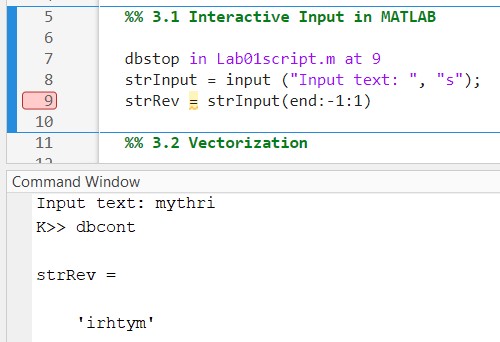 5 %% 3.1 Interactive Input in MATLAB
6
7 dbstop in Lab01script.m at 9
8 strInput = input ("Input text: ", "s");
9 strRev = strInput(end:-1:1)
10
11 %% 3.2 Vectorization
12
Command Window
Input text: mythri
K>> dbcont
strRev =
'irhtym'